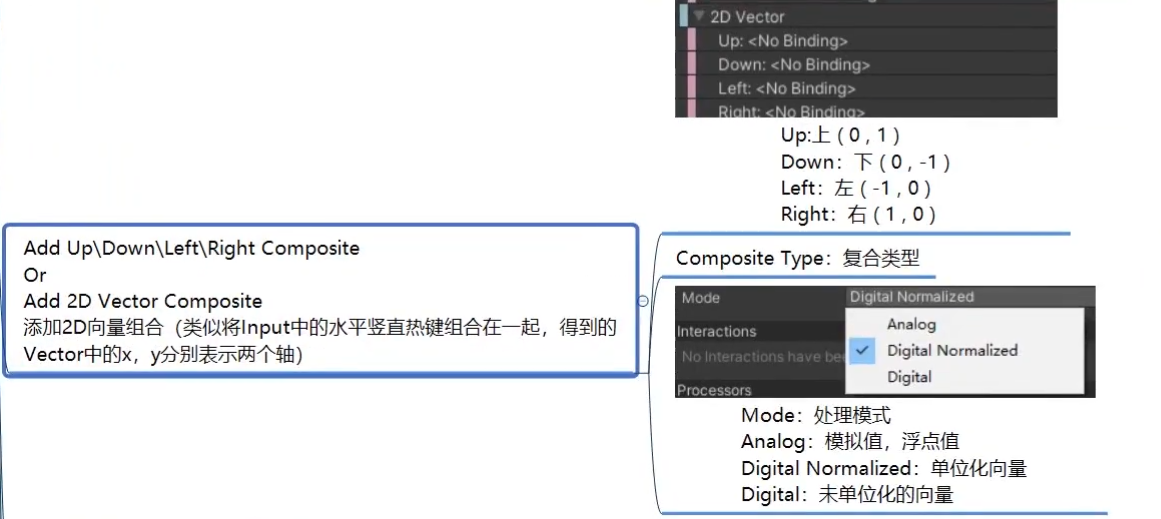 2D Vector
Up: <No Binding>
Down: <No Binding>
Left: <No Binding>
Right: <No Binding>
Up:上 ( 0 , 1 )
Down：下 ( 0 , -1 )
Left：左 ( -1 , 0 )
Right：右 ( 1 , 0 )
Add Up\Down\Left\Right Composite
Or
Add 2D Vector Composite
添加2D向量组合（类似将Input中的水平竖直热键组合在一起，得到的
Vector中的x，y分别表示两个轴）
Composite Type：复合类型
Mode
Digital Normalized
Analog
Digital Normalized
Digital
Interactions
No Interactions have bee
Processors
Mode：处理模式
Analog：模拟值，浮点值
Digital Normalized：单位化向量
Digital：未单位化的向量